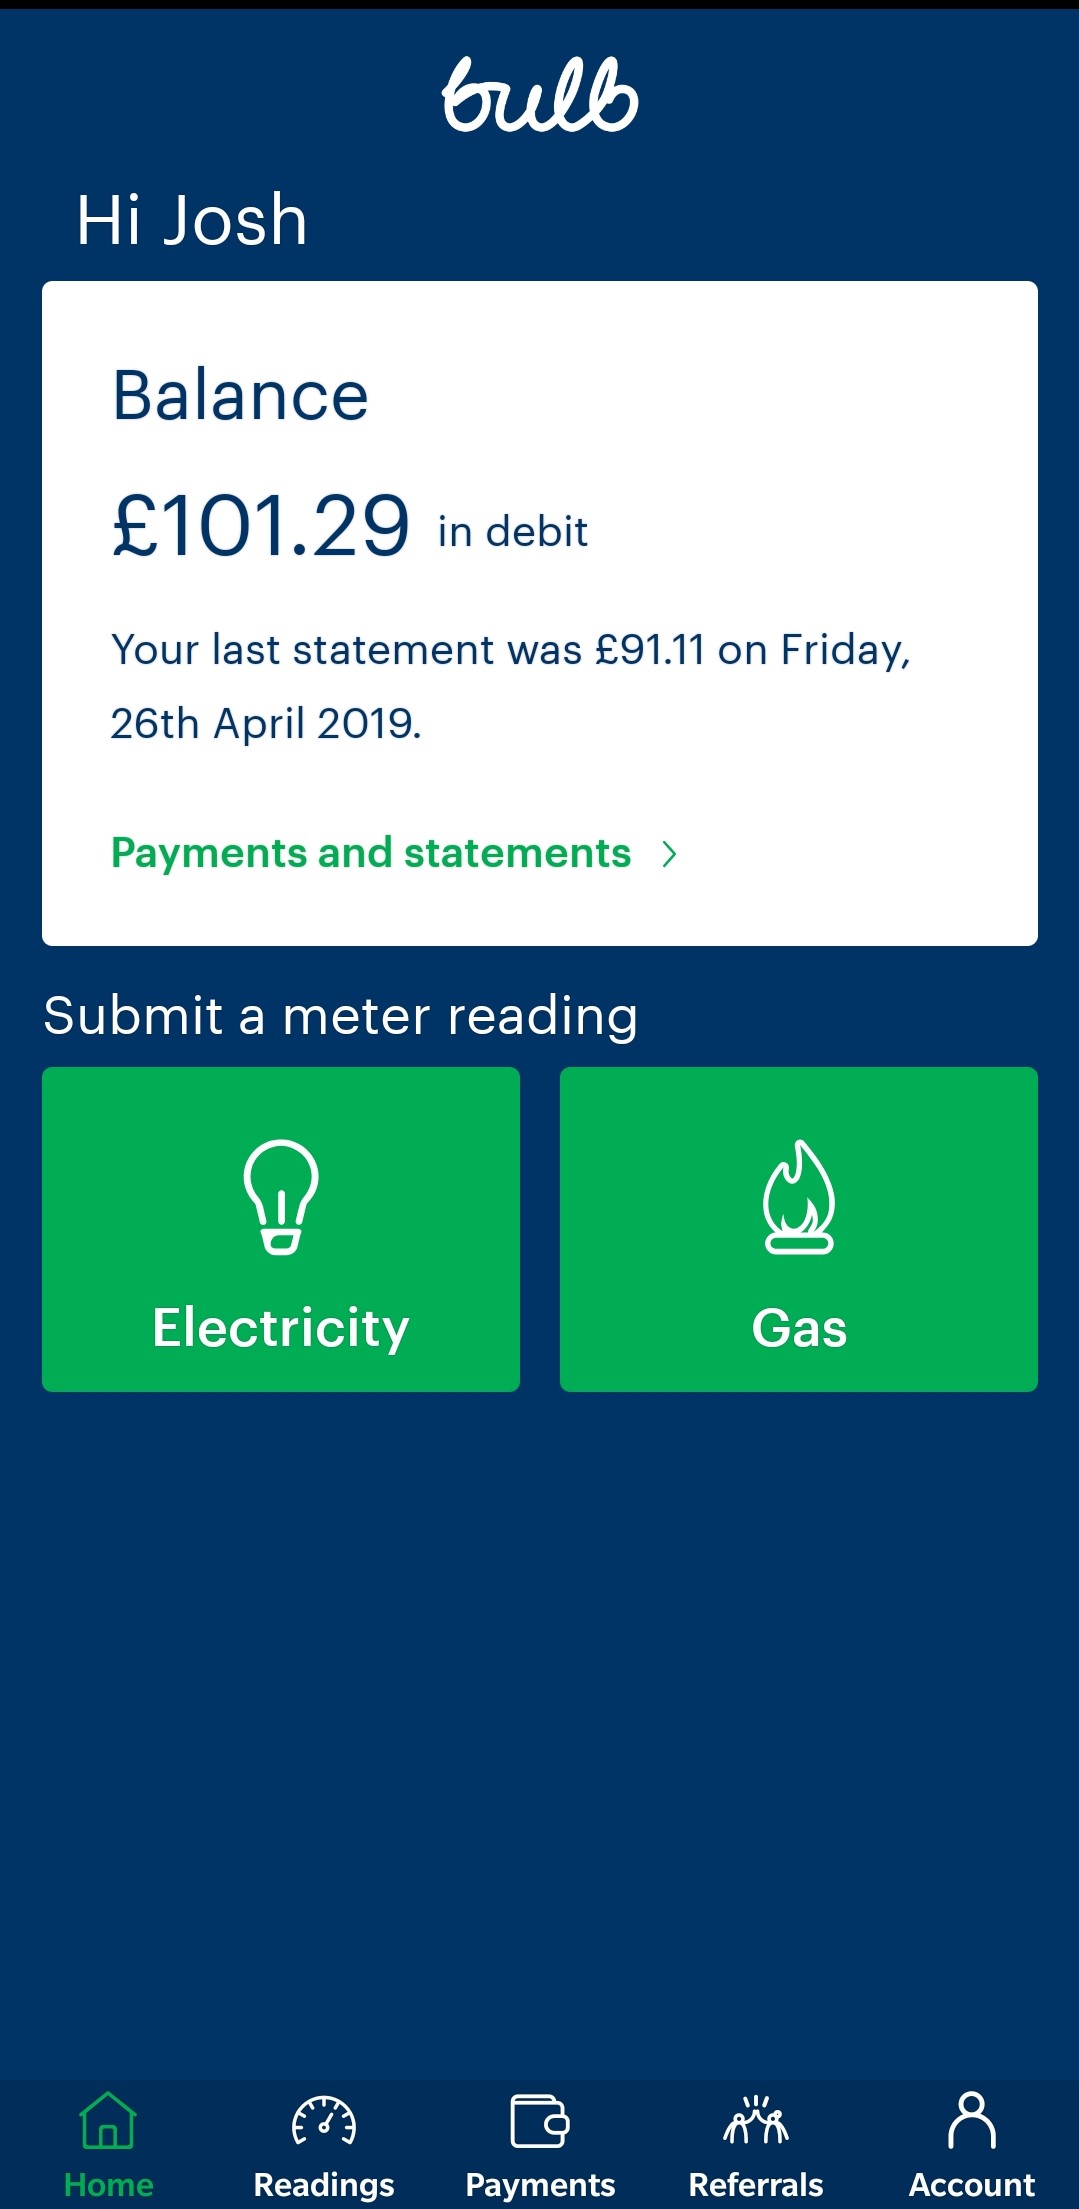 bulb
Hi Josh
Balance
£101.29 in debit
Your last statement was £91.11 on Friday,
26th April 2019.
Payments and statements
Submit a meter reading
Electricity
Gas
Home
Readings
Payments
Referrals
Account